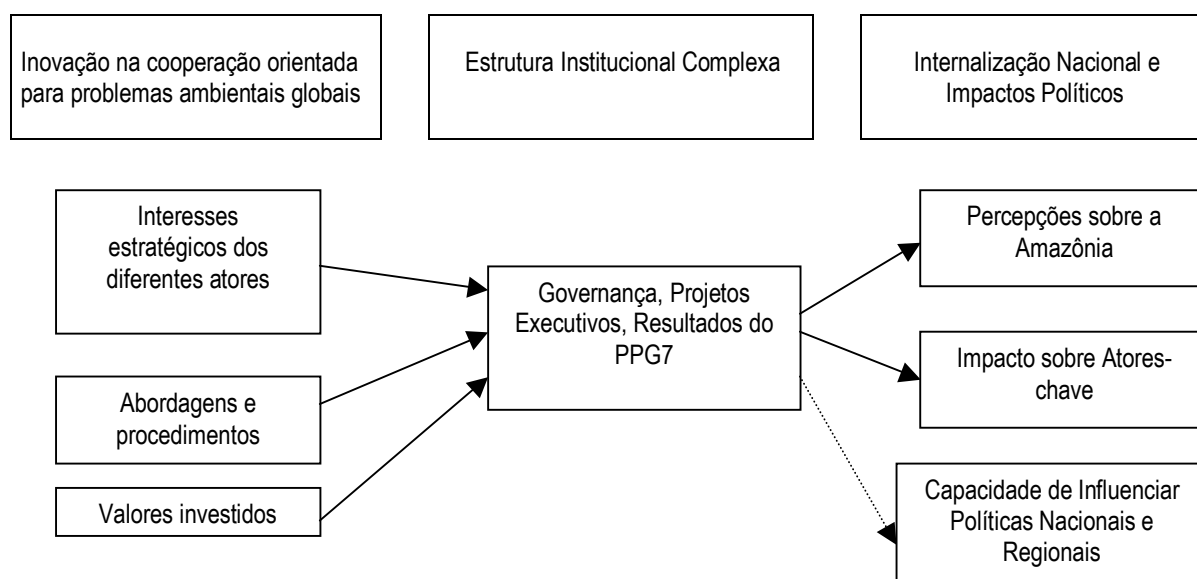 Inovação na cooperação orientada
para problemas ambientais globais
Estrutura Institucional Complexa
Internalização Nacional e
Impactos Políticos
Interesses
estratégicos dos
diferentes atores
Abordagens e
procedimentos
Valores investidos
Governança, Projetos
Executivos, Resultados do
PPG7
Percepções sobre a
Amazônia
Impacto sobre Atores-
chave
Capacidade de Influenciar
Políticas Nacionais e
Regionais